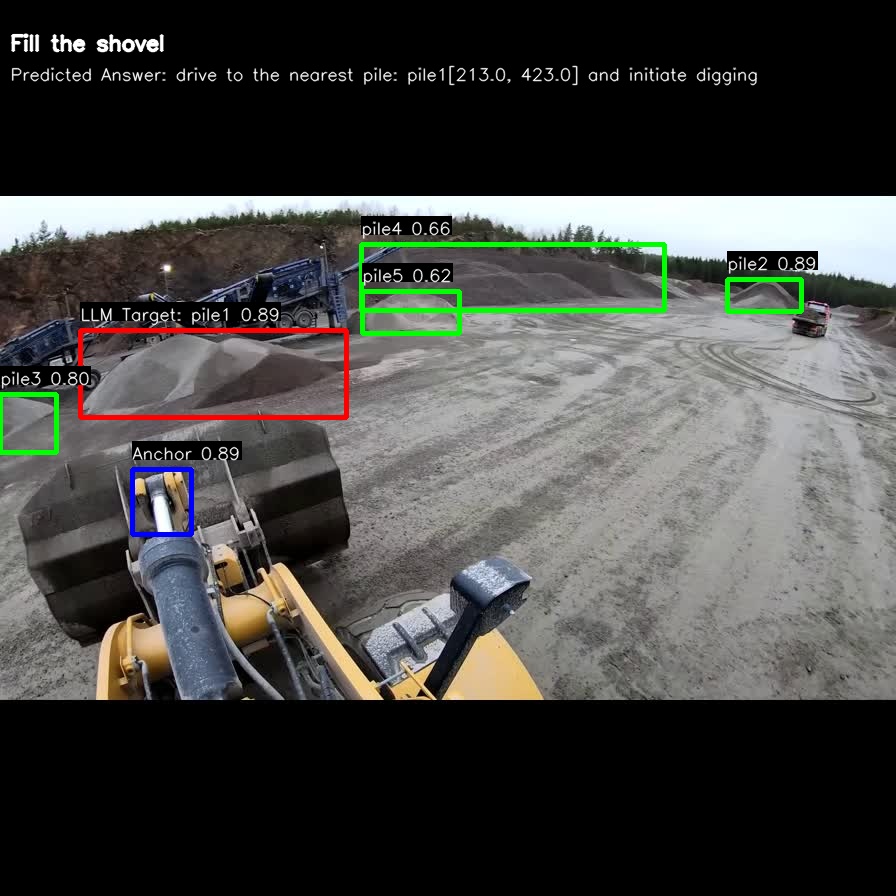 Fill the shovel
Predicted Answer: drive to the nearest pile: pile1[213.0, 423.0] and initiate digging
pile4 0.66
pile2 0.89
pile5 0.62
LLM Target: pile1 0.89
pile3 0.80
Anchor 0.89